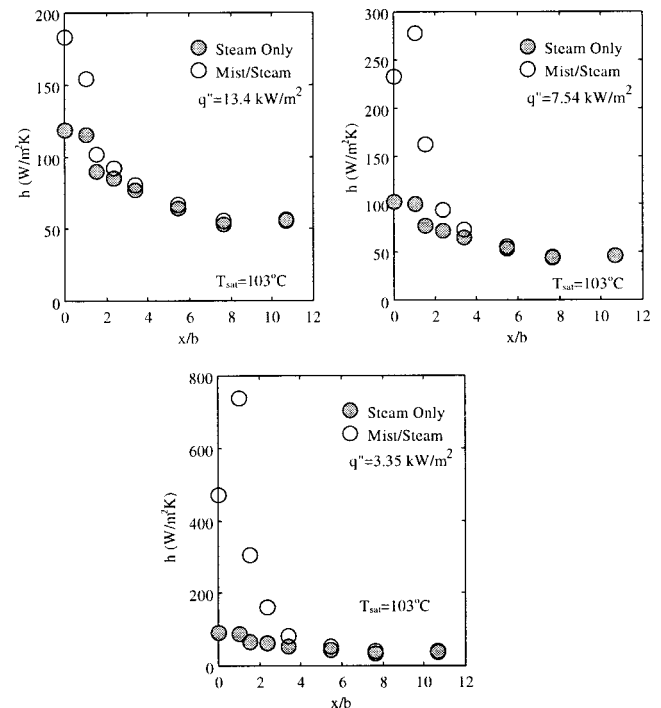 200
150
100
50
0
h (W/m²K)
Steam Only
Mist/Steam
q"=13.4 kW/m²
T_sat=103°C
0 2 4 6 8 10 12
x/b
300
250
200
150
100
50
0
h (W/m²K)
Steam Only
Mist/Steam
q"=7.54 kW/m²
T_sat=103°C
0 2 4 6 8 10 12
x/b
800
600
400
200
0
h (W/m²K)
Steam Only
Mist/Steam
q"=3.35 kW/m²
T_sat=103°C
0 2 4 6 8 10 12
x/b